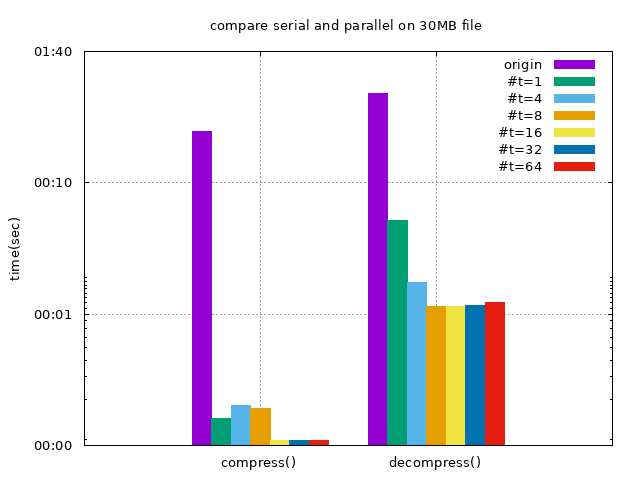 compare serial and parallel on 30MB file
01:40
00:10
00:01
00:00
time(sec)
origin
#t=1
#t=4
#t=8
#t=16
#t=32
#t=64
compress()
decompress()